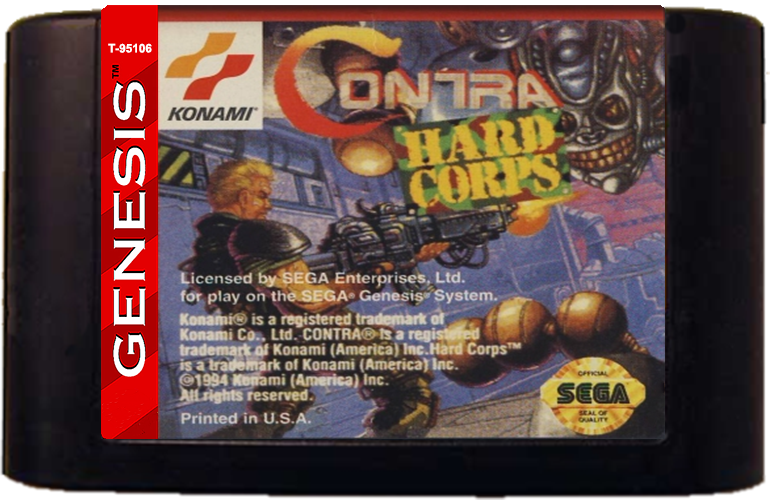 T-95106
GENESIS™
KONAMI®
CONTRA
HARD
CORPS™
Licensed by SEGA Enterprises, Ltd.
for play on the SEGA® Genesis® System.
Konami® is a registered trademark of
Konami Co., Ltd. CONTRA® is a registered
trademark of Konami (America) Inc.Hard Corps™
is a trademark of Konami (America) Inc.
©1994 Konami (America) Inc.
All rights reserved.
Printed in U.S.A.
OFFICIAL
SEGA
SEAL OF
QUALITY